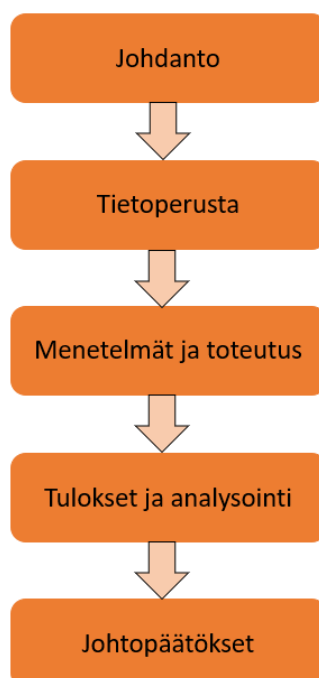 Johdanto
Tietoperusta
Menetelmät ja toteutus
Tulokset ja analysointi
Johtopäätökset